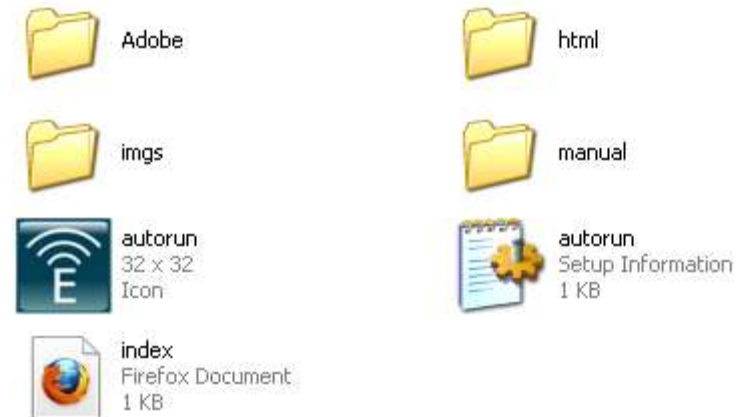 Adobe
html
imgs
manual
autorun
32 x 32
Icon
autorun
Setup Information
1 KB
E
index
Firefox Document
1 KB